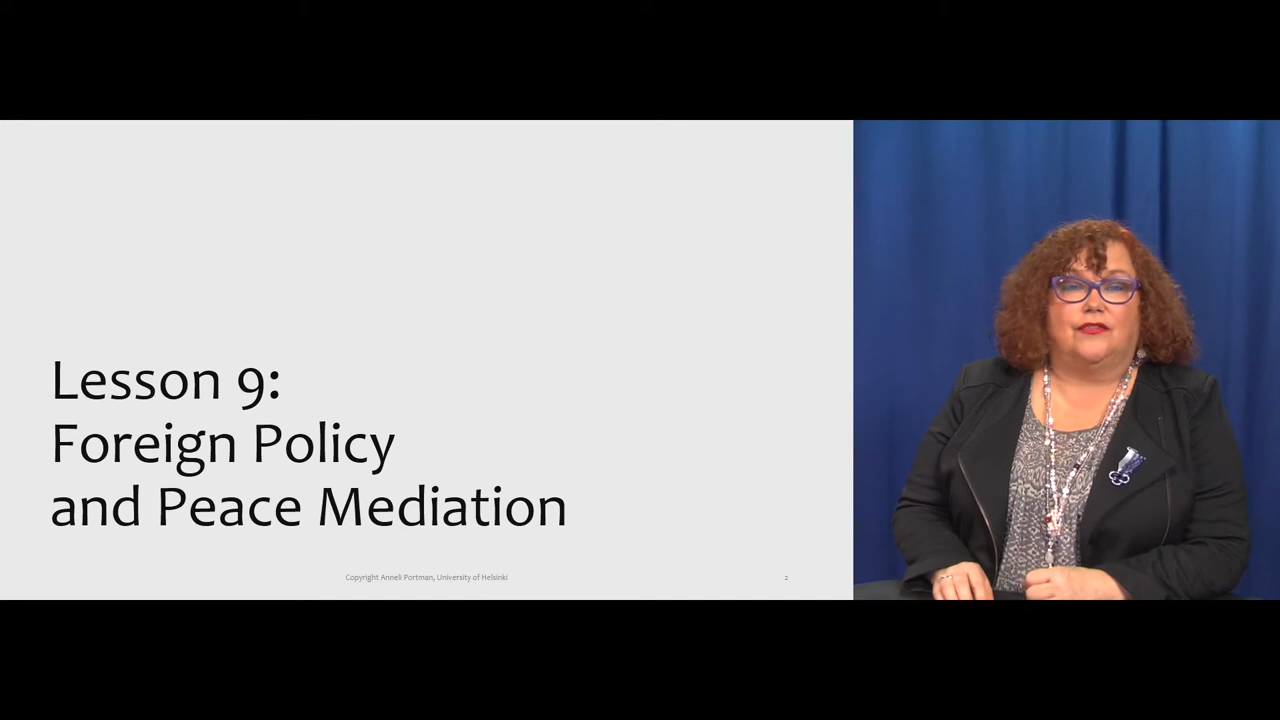 Lesson 9:
Foreign Policy
and Peace Mediation
Copyright Anneli Portman, University of Helsinki
2